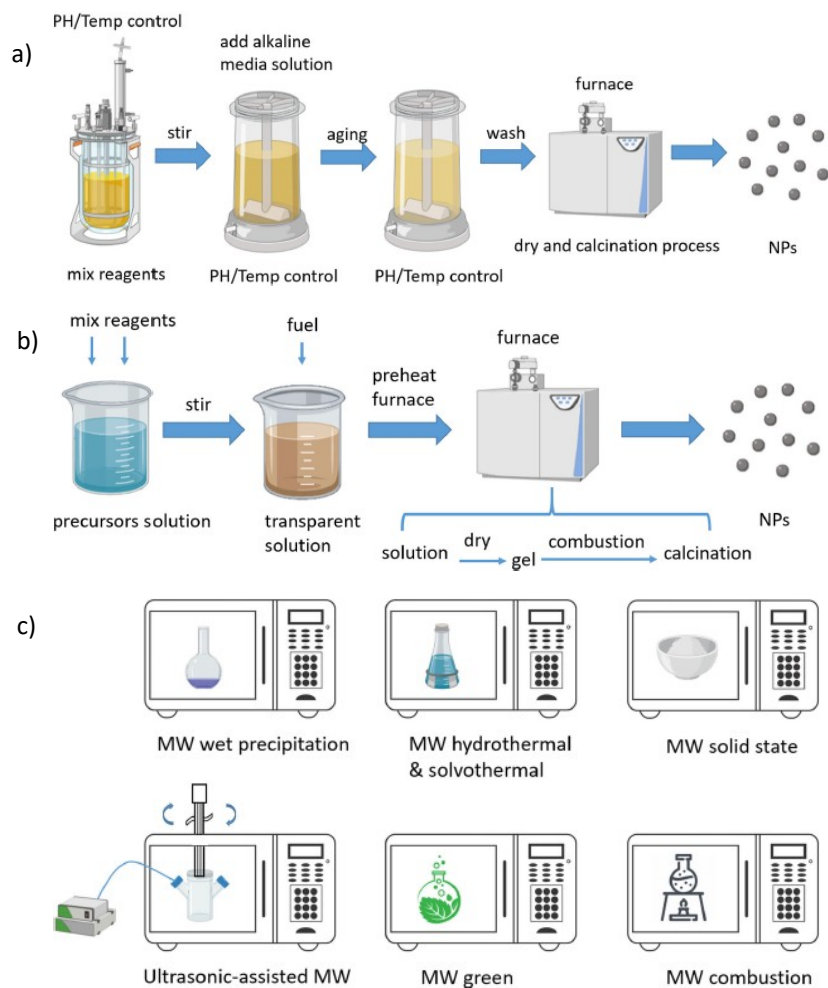 PH/Temp control
a)
add alkaline
media solution
furnace
stir
aging
wash
mix reagents
PH/Temp control
PH/Temp control
dry and calcination process
NPs
b)
mix reagents
fuel
furnace
stir
preheat
furnace
precursors solution
transparent
solution
NPs
solution
dry
gel
combustion
calcination
c)
MW wet precipitation
MW hydrothermal
& solvothermal
MW solid state
Ultrasonic-assisted MW
MW green
MW combustion